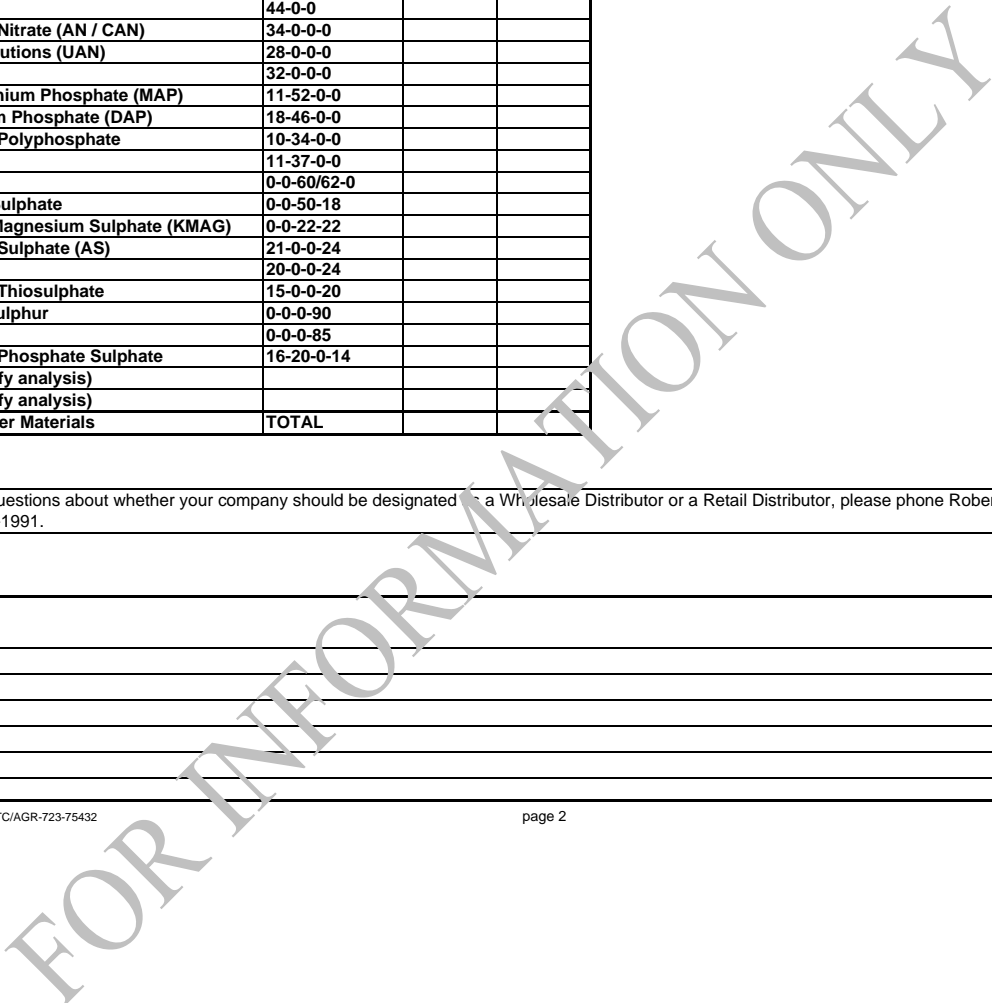 44-0-0
Nitrate (AN / CAN) 34-0-0-0
utions (UAN) 28-0-0-0
32-0-0-0
nium Phosphate (MAP) 11-52-0-0
n Phosphate (DAP) 18-46-0-0
Polyphosphate 10-34-0-0
11-37-0-0
0-0-60/62-0
ulphate 0-0-50-18
Magnesium Sulphate (KMAG) 0-0-22-22
Sulphate (AS) 21-0-0-24
20-0-0-24
Thiosulphate 15-0-0-20
ulphur 0-0-0-90
0-0-0-85
Phosphate Sulphate 16-20-0-14
fy analysis)
fy analysis)
er Materials TOTAL
uestions about whether your company should be designated as a Wholesale Distributor or a Retail Distributor, please phone Rober
1991.
TC/AGR-723-75432 page 2
FOR INFORMATION ONLY